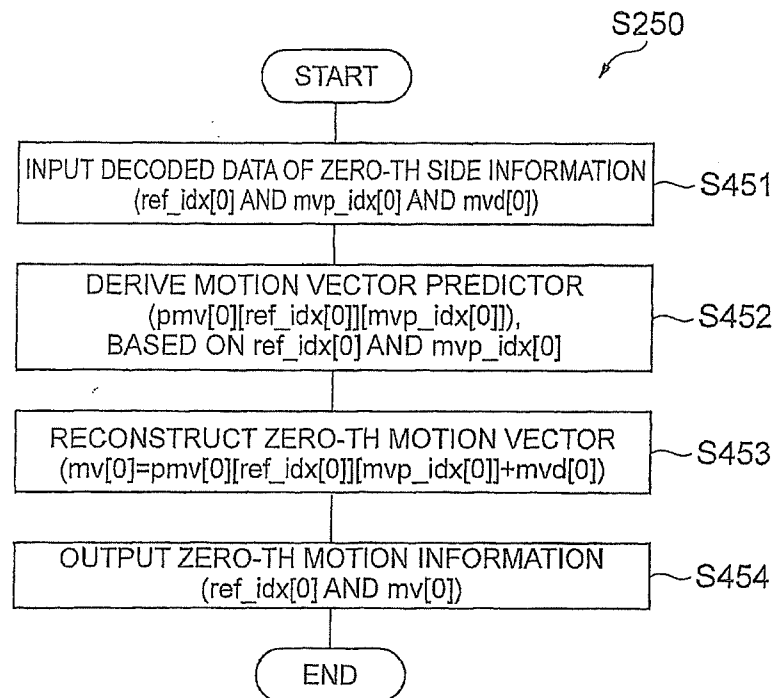 S250
START
INPUT DECODED DATA OF ZERO-TH SIDE INFORMATION
(ref_idx[0] AND mvp_idx[0] AND mvd[0])
S451
DERIVE MOTION VECTOR PREDICTOR
(pmv[0][ref_idx[0]][mvp_idx[0]]),
BASED ON ref_idx[0] AND mvp_idx[0]
S452
RECONSTRUCT ZERO-TH MOTION VECTOR
(mv[0]=pmv[0][ref_idx[0]][mvp_idx[0]]+mvd[0])
S453
OUTPUT ZERO-TH MOTION INFORMATION
(ref_idx[0] AND mv[0])
S454
END